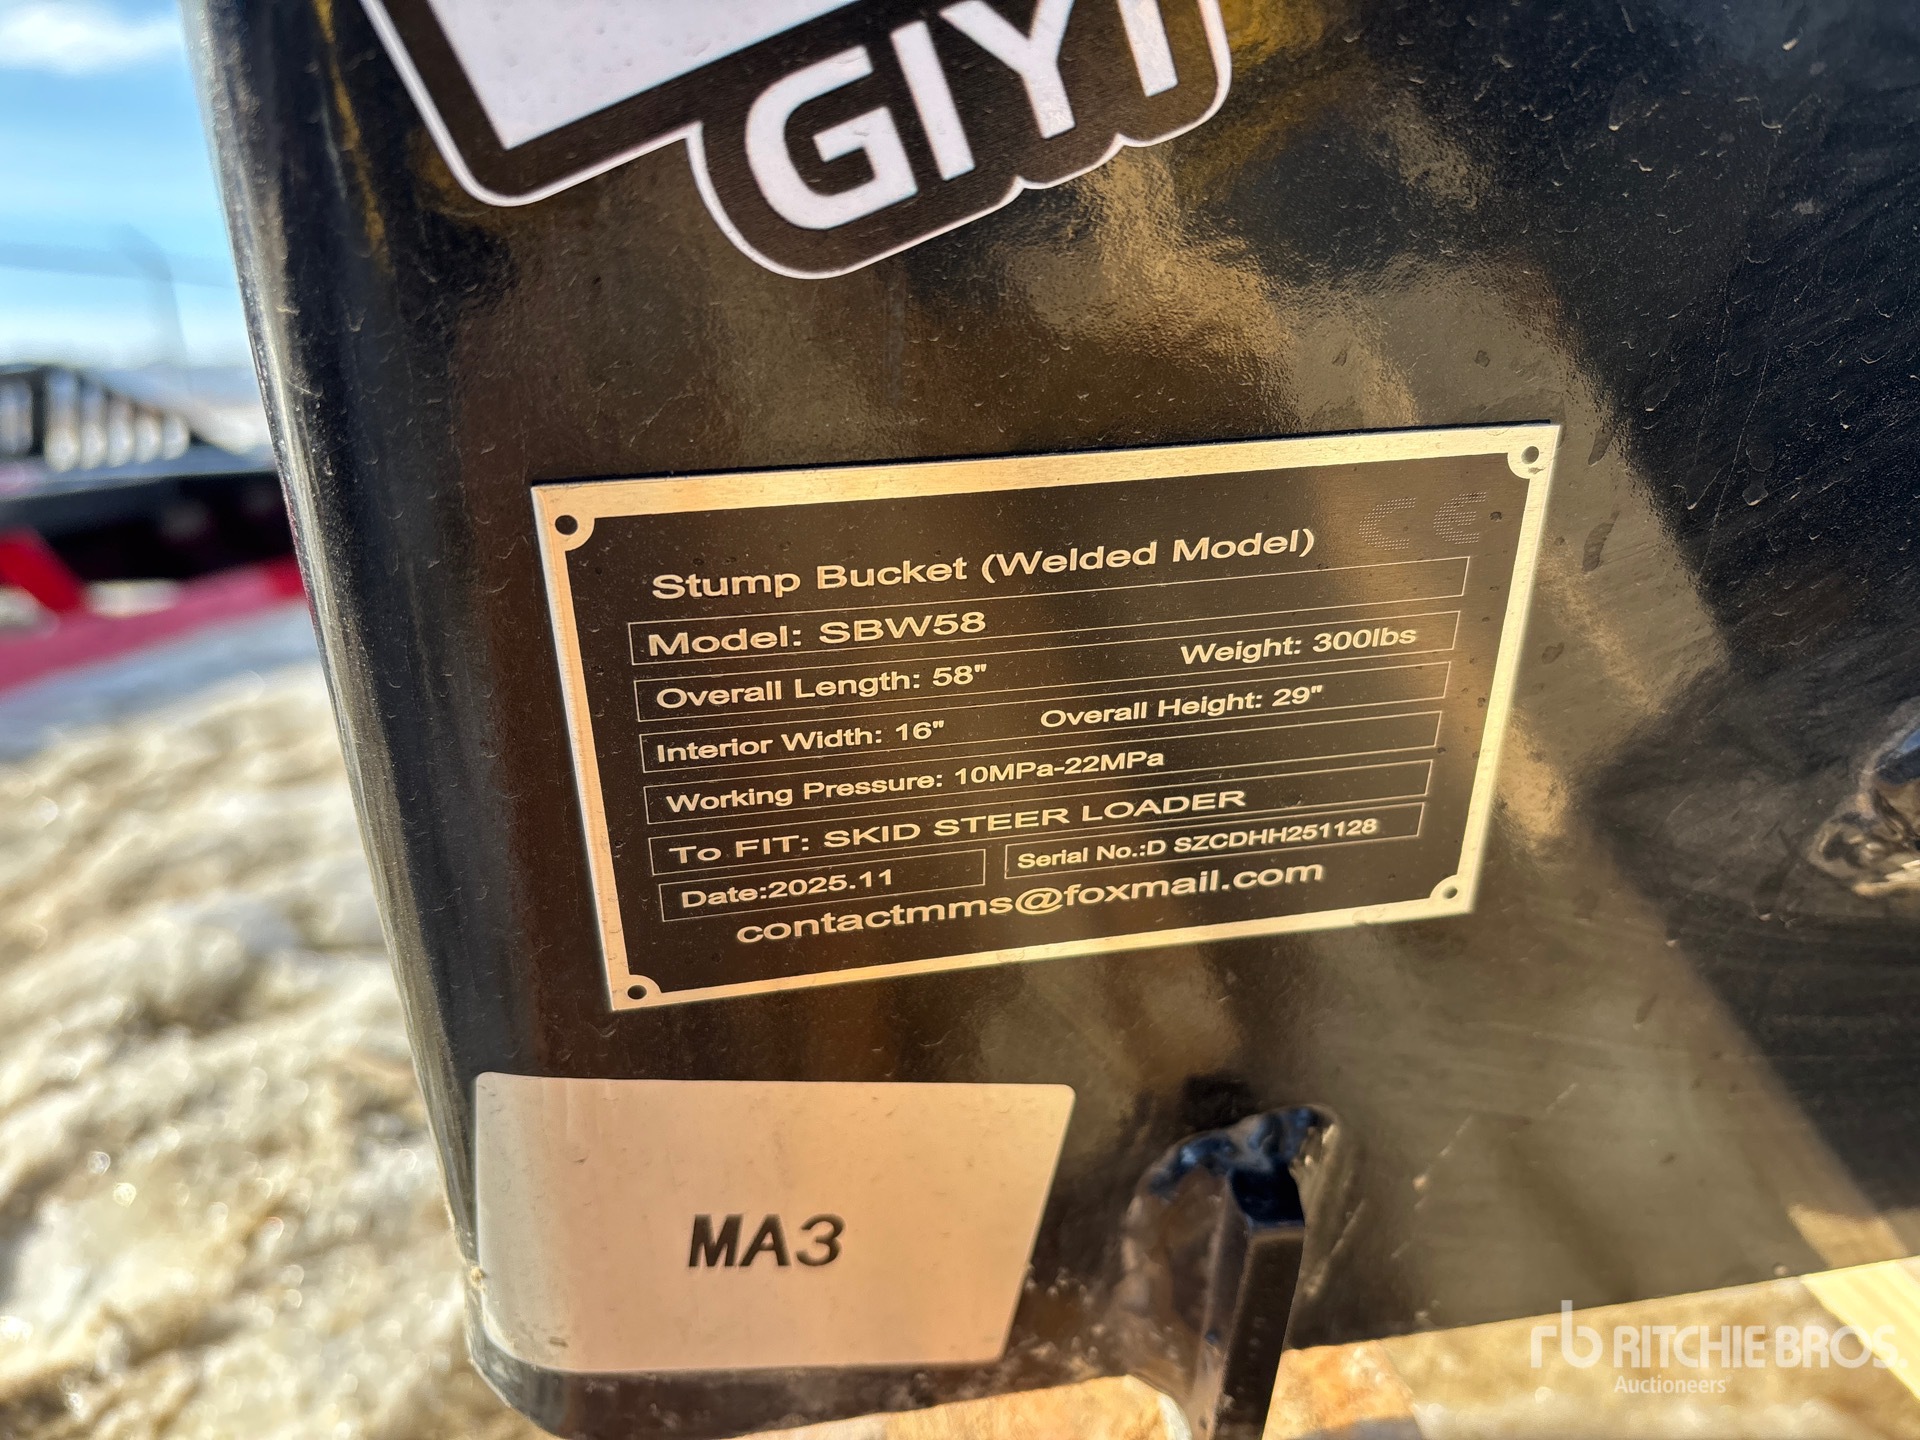 GIYI
CE
Stump Bucket (Welded Model)
Model: SBW58
Overall Length: 58" Weight: 300lbs
Interior Width: 16" Overall Height: 29"
Working Pressure: 10MPa-22MPa
To FIT: SKID STEER LOADER
Date:2025.11 Serial No.:D SZCDHH251128
contactmms@foxmail.com
MA3
rb RITCHIE BROS.
Auctioneers